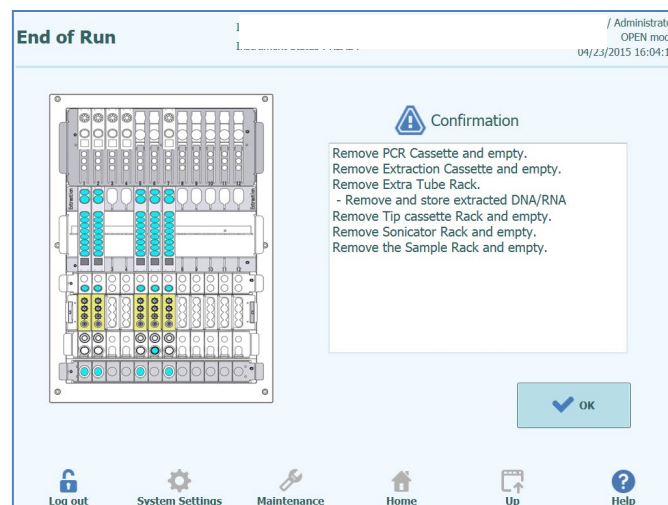 End of Run
/ Administrat
OPEN mod
04/23/2015 16:04:1
Confirmation
Remove PCR Cassette and empty.
Remove Extraction Cassette and empty.
Remove Extra Tube Rack.
- Remove and store extracted DNA/RNA
Remove Tip cassette Rack and empty.
Remove Sonicator Rack and empty.
Remove the Sample Rack and empty.
OK
Log out
System Settings
Maintenance
Home
Up
Help